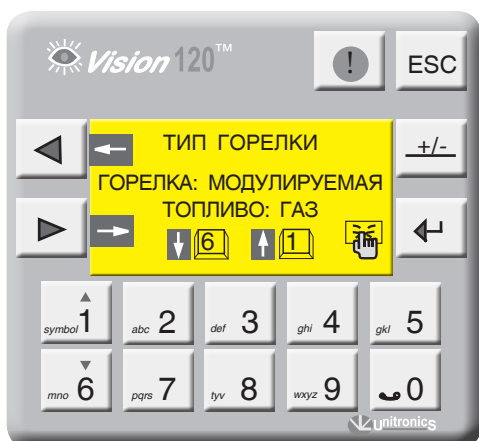 Vision 120™
! ESC
ТИП ГОРЕЛКИ
+/-
ГОРЕЛКА: МОДУЛИРУЕМАЯ
ТОПЛИВО: ГАЗ
6 1
symbol 1 abc 2 def 3 ghi 4 gkl 5
mno 6 pqrs 7 tyv 8 wxyz 9 0
unitronics